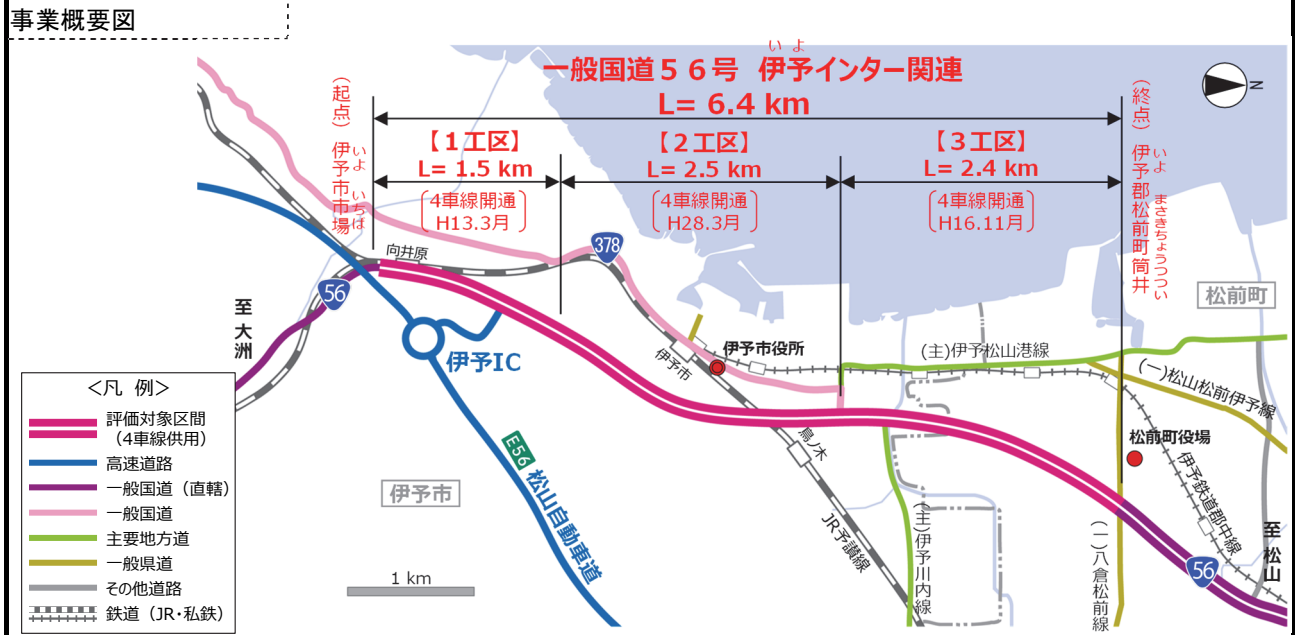 事業概要図
いよ
一般国道５６号 伊予インター関連
L= 6.4 km
（起点）伊予市市場
いよ いちば
（終点）伊予郡松前町筒井
いよ まさきちょうつつい
N
【1工区】
L= 1.5 km
4車線開通
H13.3月
【2工区】
L= 2.5 km
4車線開通
H28.3月
【3工区】
L= 2.4 km
4車線開通
H16.11月
向井原
378
56
至大洲
伊予IC
伊予市
伊予市役所
(主)伊予松山港線
松前町
(一)松山松前伊予線
松前町役場
伊予鉄道郡中線
鳥ノ木
JR予讃線
(主)伊予川内線
(一)八倉松前線
56
至松山
E56 松山自動車道
伊予市
1 km
＜凡 例＞
評価対象区間
（4車線供用）
高速道路
一般国道（直轄）
一般国道
主要地方道
一般県道
その他道路
鉄道（JR・私鉄）